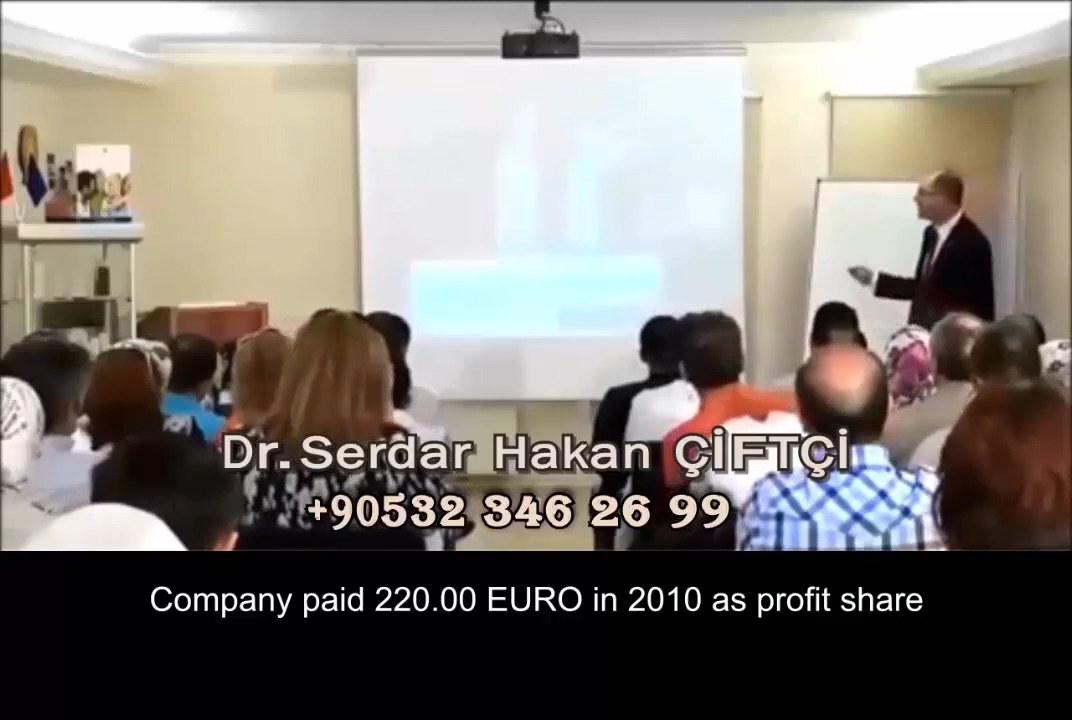 Dr. Serdar Hakan ÇİFTÇİ
+90532 346 26 99
Company paid 220.00 EURO in 2010 as profit share